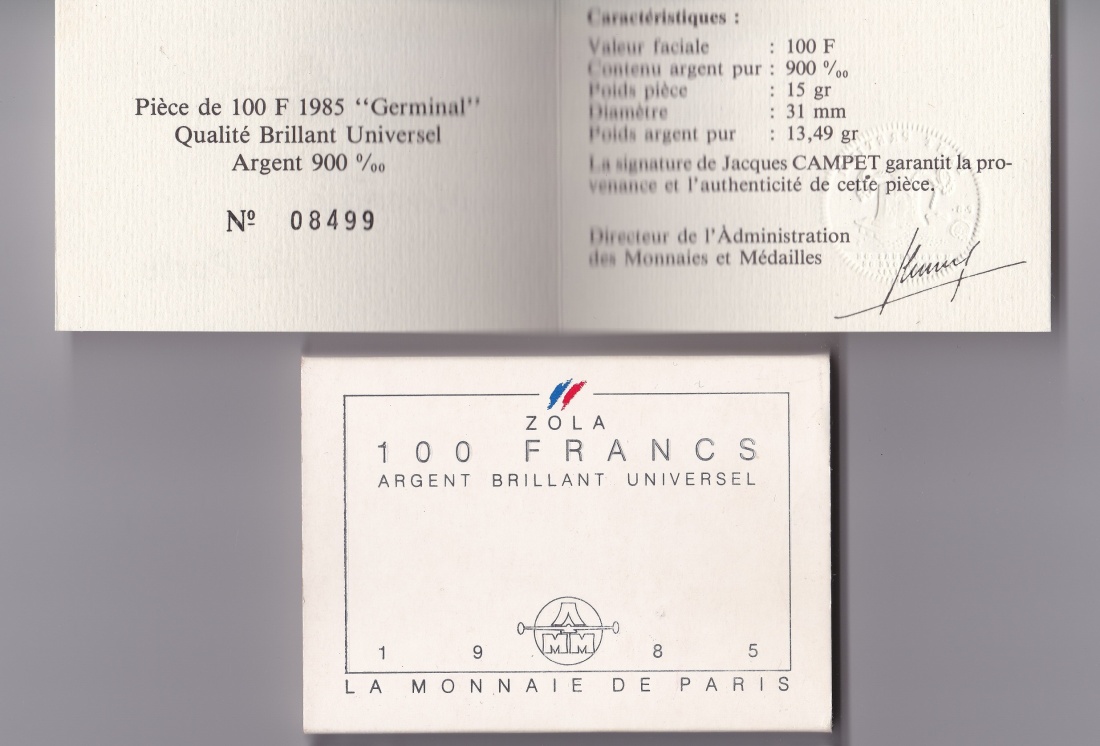 Pièce de 100 F 1985 “Germinal”
Qualité Brillant Universel
Argent 900 ‰
Nº 08499
Caractéristiques :
Valeur faciale : 100 F
Contenu argent pur : 900 ‰
Poids pièce : 15 gr
Diamètre : 31 mm
Poids argent pur : 13,49 gr
La signature de Jacques CAMPET garantit la pro-
venance et l’authenticité de cette pièce.
Directeur de l’Administration
des Monnaies et Médailles
ZOLA
100 FRANCS
ARGENT BRILLANT UNIVERSEL
AMM
1 9 8 5
LA MONNAIE DE PARIS